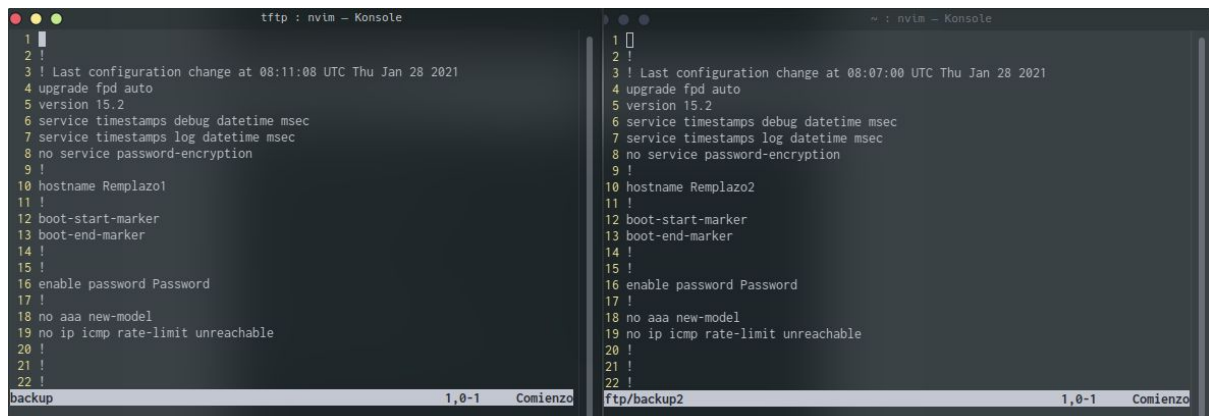 tftp : nvim — Konsole
1
2 !
3 ! Last configuration change at 08:11:08 UTC Thu Jan 28 2021
4 upgrade fpd auto
5 version 15.2
6 service timestamps debug datetime msec
7 service timestamps log datetime msec
8 no service password-encryption
9 !
10 hostname Remplazo1
11 !
12 boot-start-marker
13 boot-end-marker
14 !
15 !
16 enable password Password
17 !
18 no aaa new-model
19 no ip icmp rate-limit unreachable
20 !
21 !
22 !
backup 1,0-1 Comienzo
~ : nvim — Konsole
1
2 !
3 ! Last configuration change at 08:07:00 UTC Thu Jan 28 2021
4 upgrade fpd auto
5 version 15.2
6 service timestamps debug datetime msec
7 service timestamps log datetime msec
8 no service password-encryption
9 !
10 hostname Remplazo2
11 !
12 boot-start-marker
13 boot-end-marker
14 !
15 !
16 enable password Password
17 !
18 no aaa new-model
19 no ip icmp rate-limit unreachable
20 !
21 !
22 !
ftp/backup2 1,0-1 Comienzo